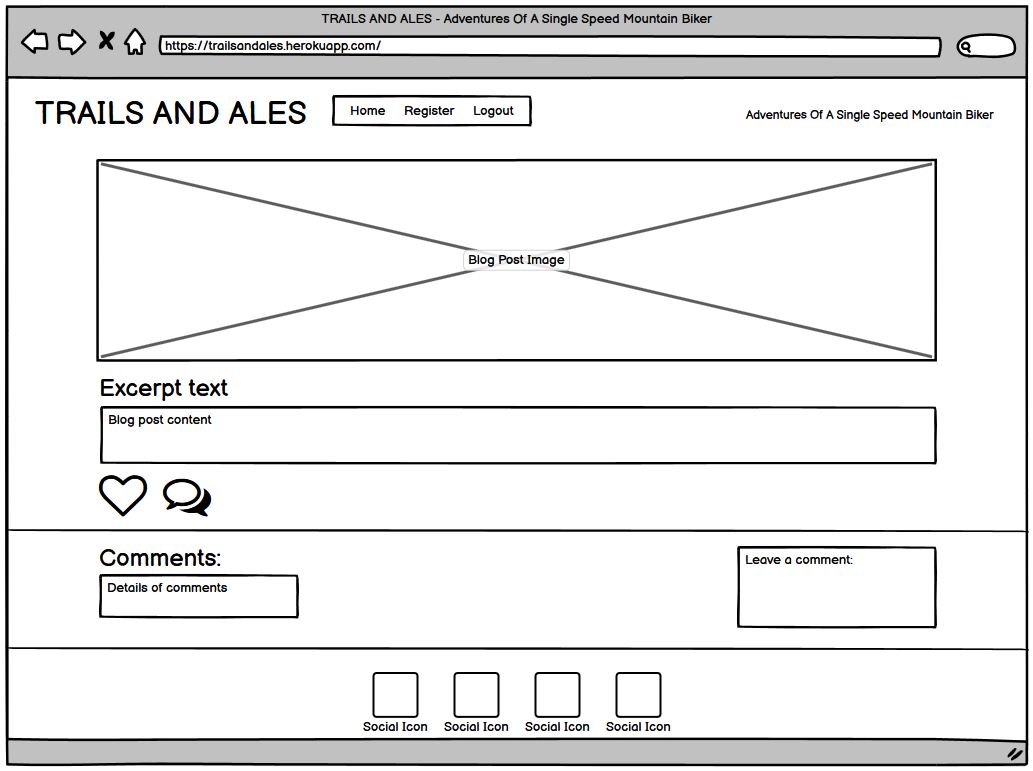 TRAILS AND ALES - Adventures Of A Single Speed Mountain Biker
https://trailsandales.herokuapp.com/
TRAILS AND ALES
Home Register Logout
Adventures Of A Single Speed Mountain Biker
Blog Post Image
Excerpt text
Blog post content
Comments:
Details of comments
Leave a comment:
Social Icon Social Icon Social Icon Social Icon